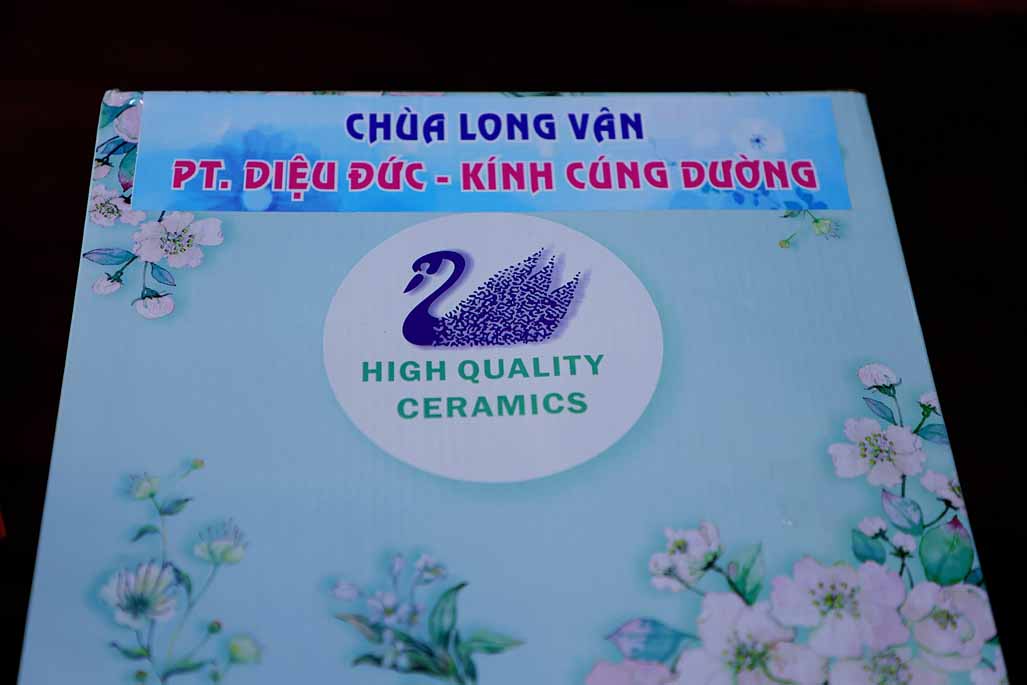 CHÙA LONG VÂN
PT. DIỆU ĐỨC - KÍNH CÚNG DƯỜNG
HIGH QUALITY
CERAMICS